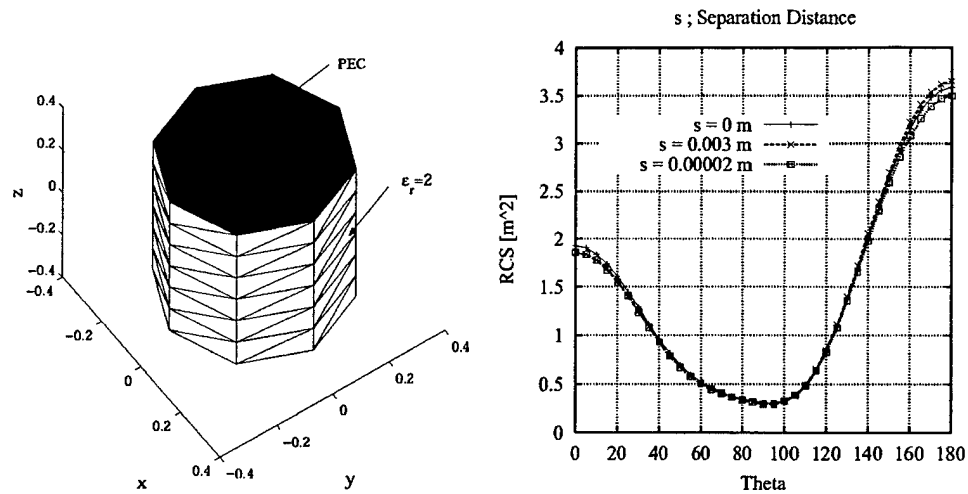 PEC
z
0.4
0.2
0
−0.2
−0.4
−0.4
−0.2
0
0.2
0.4
x
−0.4
−0.2
0
0.2
0.4
y
εr=2
s ; Separation Distance
4
3.5
3
2.5
2
1.5
1
0.5
0
RCS [m^2]
s = 0 m
s = 0.003 m
s = 0.00002 m
0 20 40 60 80 100 120 140 160 180
Theta